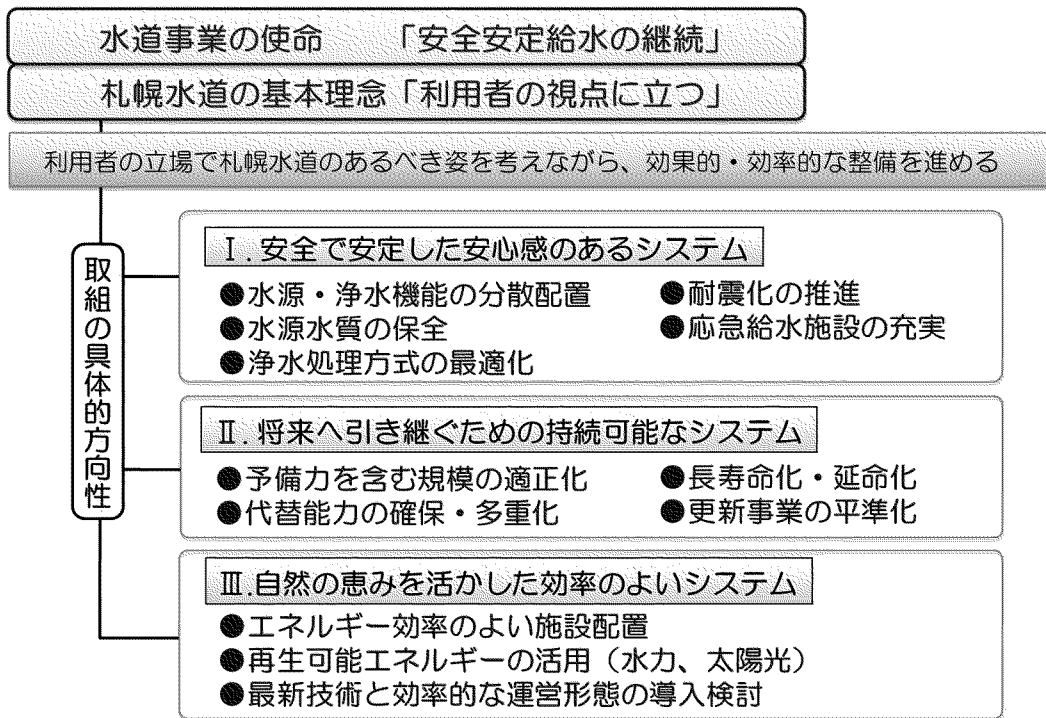 水道事業の使命　「安全安定給水の継続」
札幌水道の基本理念「利用者の視点に立つ」
利用者の立場で札幌水道のあるべき姿を考えながら、効果的・効率的な整備を進める
取組の具体的方向性
Ⅰ．安全で安定した安心感のあるシステム
●水源・浄水機能の分散配置　●耐震化の推進
●水源水質の保全　●応急給水施設の充実
●浄水処理方式の最適化
Ⅱ．将来へ引き継ぐための持続可能なシステム
●予備力を含む規模の適正化　●長寿命化・延命化
●代替能力の確保・多重化　●更新事業の平準化
Ⅲ.自然の恵みを活かした効率のよいシステム
●エネルギー効率のよい施設配置
●再生可能エネルギーの活用（水力、太陽光）
●最新技術と効率的な運営形態の導入検討